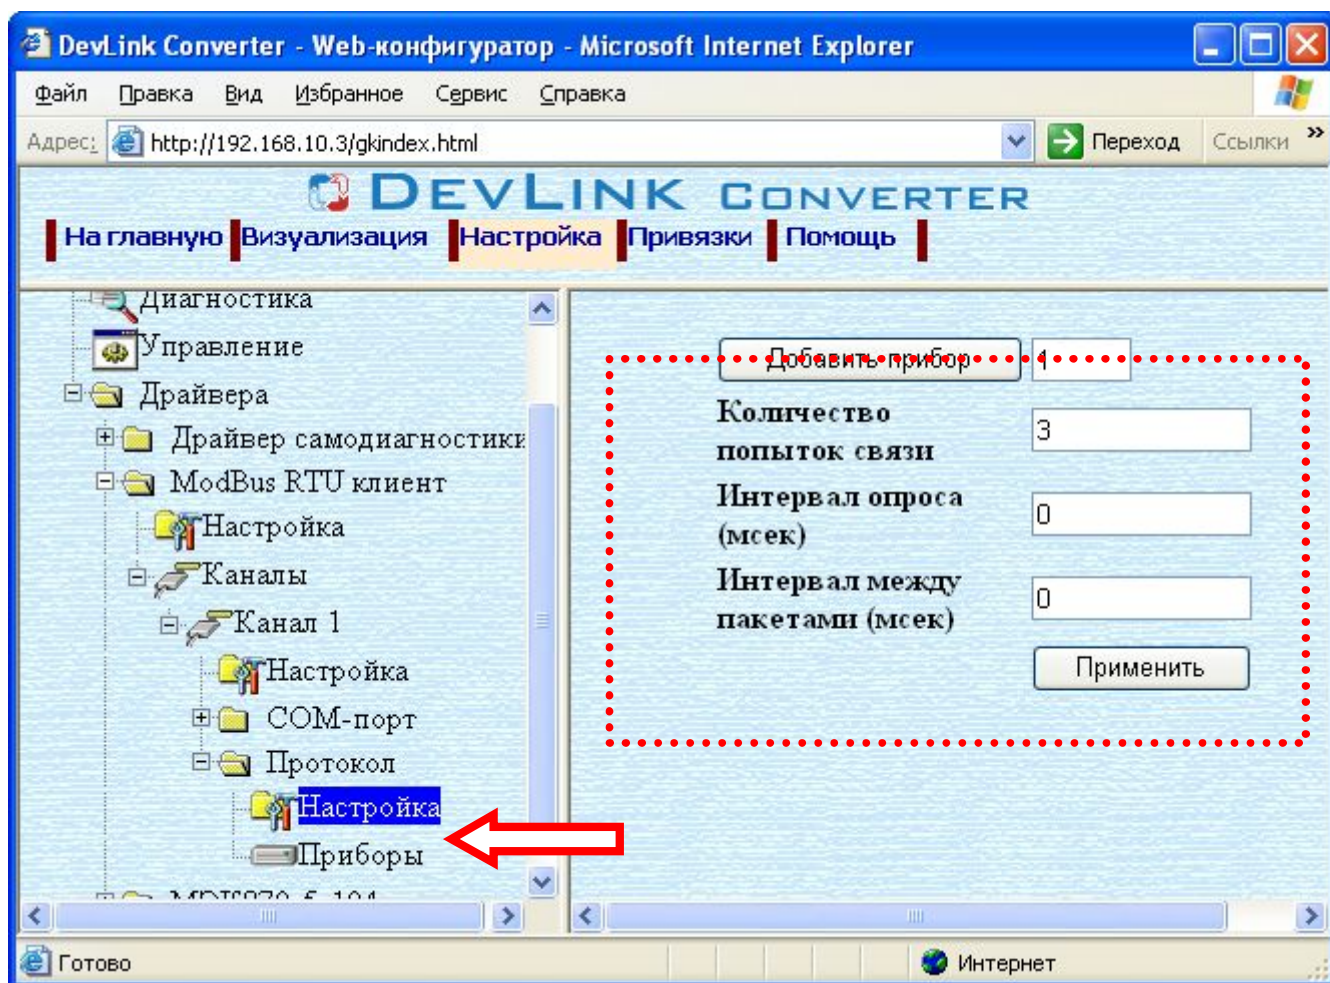 DevLink Converter - Web-конфигуратор - Microsoft Internet Explorer
Файл Правка Вид Избранное Сервис Справка
Адрес: http://192.168.10.3/gkindex.html Переход Ссылки »
DEVLINK CONVERTER
На главную Визуализация Настройка Привязки Помощь
Диагностика
Управление
Драйвера
Драйвер самодиагностики
ModBus RTU клиент
Настройка
Каналы
Канал 1
Настройка
COM-порт
Протокол
Настройка
Приборы
Добавить прибор 1
Количество
попыток связи 3
Интервал опроса
(мсек) 0
Интервал между
пакетами (мсек) 0
Применить
Готово Интернет